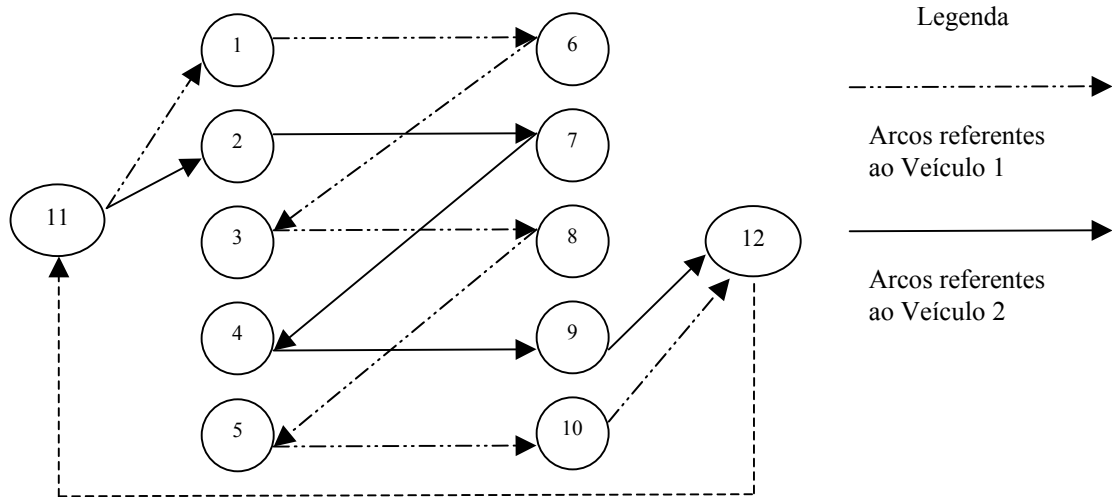 1
6
Legenda
2
7
Arcos referentes
ao Veículo 1
11
3
8
12
Arcos referentes
ao Veículo 2
4
9
5
10